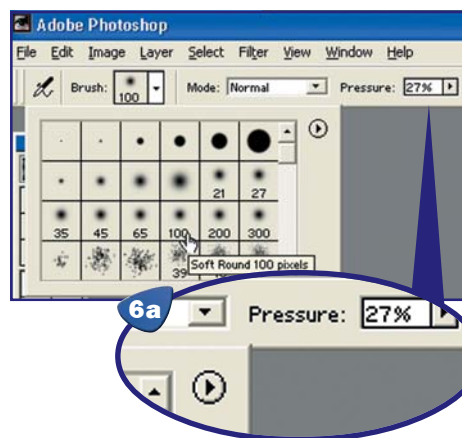 Adobe Photoshop
File Edit Image Layer Select Filter View Window Help
Brush: 100 Mode: Normal Pressure: 27%
21 27
35 45 65 100 200 300
39
Soft Round 100 pixels
6a
Pressure: 27%